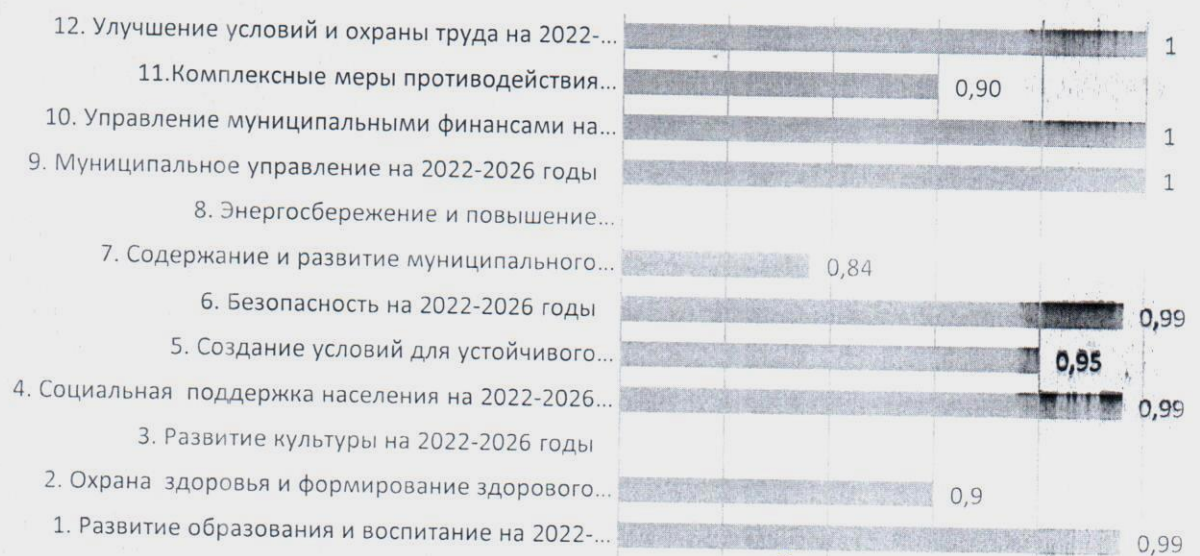 12. Улучшение условий и охраны труда на 2022-... 1
11.Комплексные меры противодействия... 0,90
10. Управление муниципальными финансами на... 1
9. Муниципальное управление на 2022-2026 годы 1
8. Энергосбережение и повышение...
7. Содержание и развитие муниципального... 0,84
6. Безопасность на 2022-2026 годы 0,99
5. Создание условий для устойчивого... 0,95
4. Социальная поддержка населения на 2022-2026... 0,99
3. Развитие культуры на 2022-2026 годы
2. Охрана здоровья и формирование здорового... 0,9
1. Развитие образования и воспитание на 2022-... 0,99